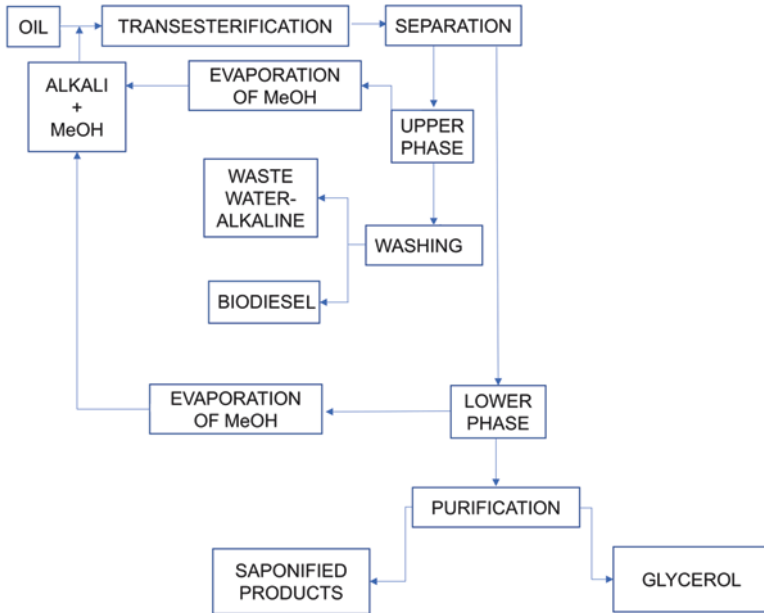 OIL
TRANSESTERIFICATION
SEPARATION
ALKALI
+
MeOH
EVAPORATION
OF MeOH
UPPER
PHASE
WASTE
WATER-
ALKALINE
WASHING
BIODIESEL
EVAPORATION
OF MeOH
LOWER
PHASE
PURIFICATION
SAPONIFIED
PRODUCTS
GLYCEROL